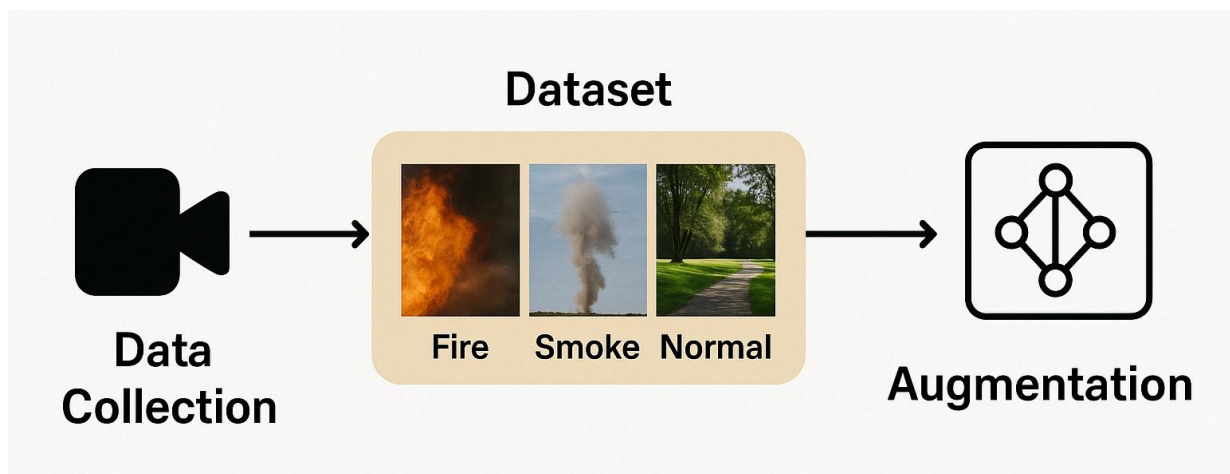 Dataset
Fire
Smoke
Normal
Data
Collection
Augmentation